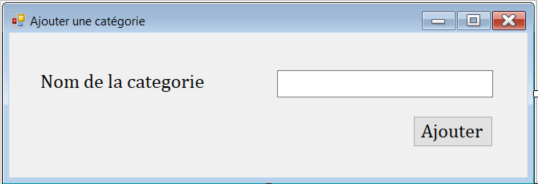 Ajouter une catégorie
Nom de la categorie
Ajouter